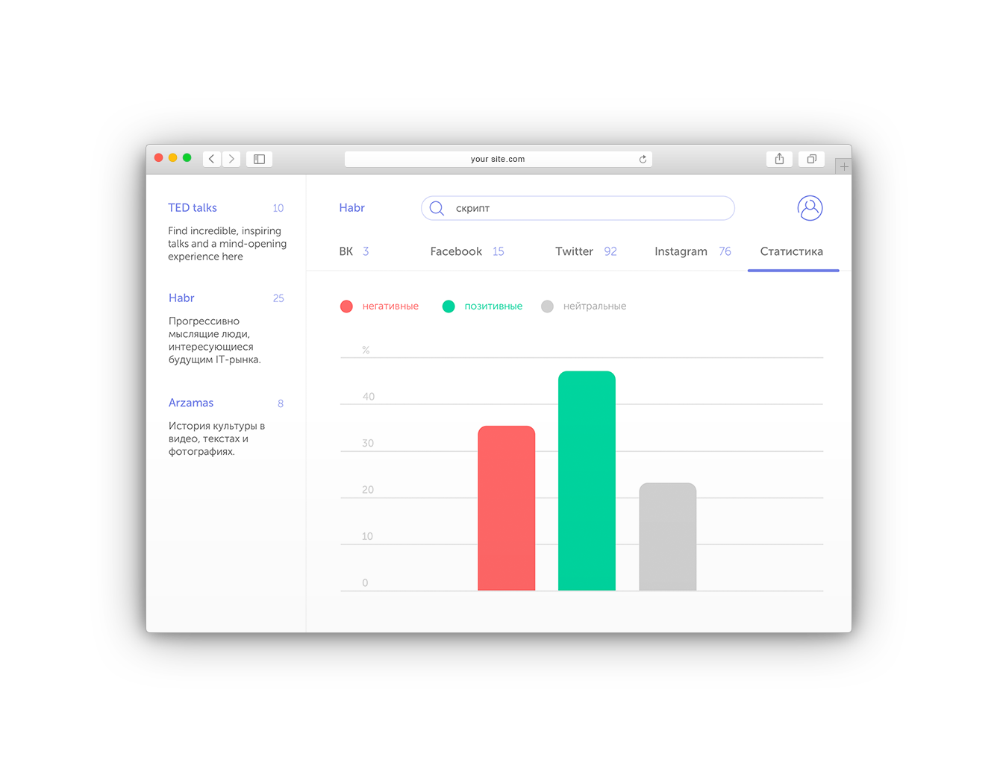 your site.com
TED talks 10
Find incredible, inspiring
talks and a mind-opening
experience here
Habr 25
Прогрессивно
мыслящие люди,
интересующиеся
будущим IT-рынка.
Arzamas 8
История культуры в
видео, текстах и
фотографиях.
Habr
скрипт
ВК 3 Facebook 15 Twitter 92 Instagram 76 Статистика
негативные позитивные нейтральные
%
40
30
20
10
0